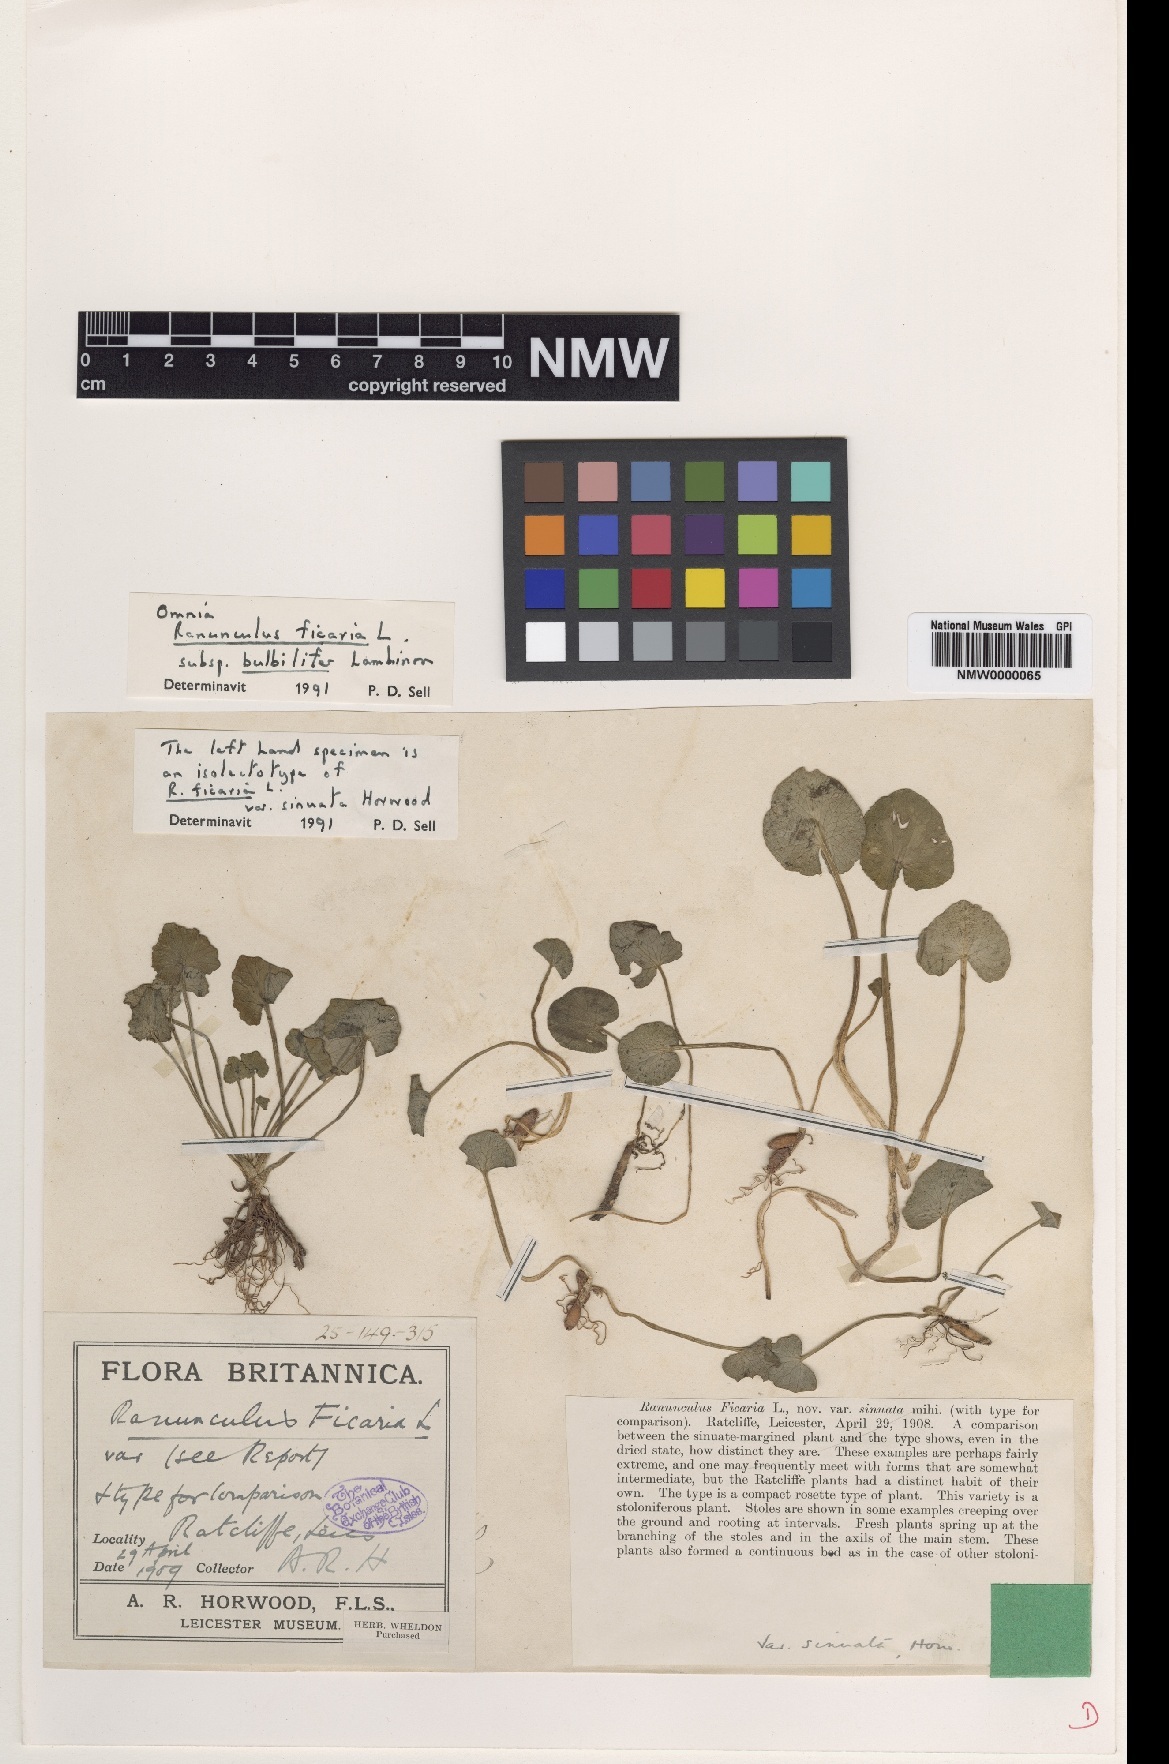 0 1 2 3 4 5 6 7 8 9 10
cm
copyright reserved
NMW
National Museum Wales GPI
NMW0000065
Omnia
Ranunculus ficaria L.
subsp. bulbilifer Lambinon
Determinavit 1991 P. D. Sell
The left hand specimen is
an isolectotype of
R. ficaria L.
var. sinuata Horwood
Determinavit 1991 P. D. Sell
25-149-315
FLORA BRITANNICA.
Ranunculus Ficaria L
var (see Report)
& type for comparison
The
Botanical
Exchange Club
of the British
Isles
Locality Ratcliffe, Leics
29 April
Date 1909 Collector A. R. H
A. R. HORWOOD, F.L.S.,
LEICESTER MUSEUM.
HERB. WHELDON
Purchased
Ranunculus Ficaria L., nov. var. sinuata mihi. (with type for
comparison). Ratcliffe, Leicester, April 29, 1908. A comparison
between the sinuate-margined plant and the type shows, even in the
dried state, how distinct they are. These examples are perhaps fairly
extreme, and one may frequently meet with forms that are somewhat
intermediate, but the Ratcliffe plants had a distinct habit of their
own. The type is a compact rosette type of plant. This variety is a
stoloniferous plant. Stoles are shown in some examples creeping over
the ground and rooting at intervals. Fresh plants spring up at the
branching of the stoles and in the axils of the main stem. These
plants also formed a continuous bed as in the case of other stoloni-
Var. sinuata, Horw.
D